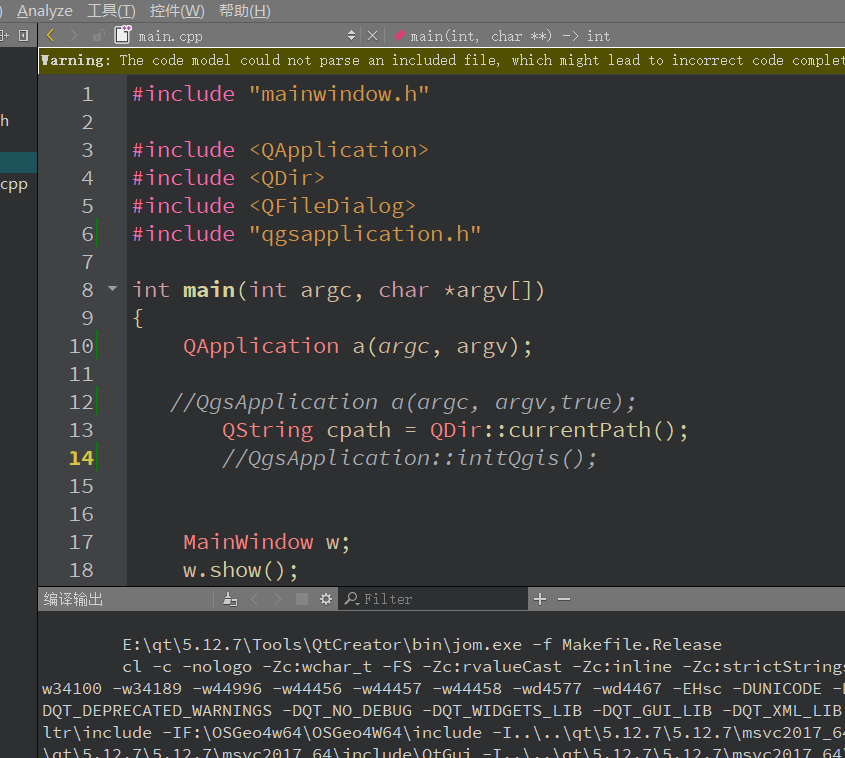 ) Analyze 工具(T) 控件(W) 帮助(H)
main.cpp main(int, char **) -> int
Warning: The code model could not parse an included file, which might lead to incorrect code complet
h
cpp
1 #include "mainwindow.h"
2
3 #include <QApplication>
4 #include <QDir>
5 #include <QFileDialog>
6 #include "qgsapplication.h"
7
8 int main(int argc, char *argv[])
9 {
10 QApplication a(argc, argv);
11
12 //QgsApplication a(argc, argv,true);
13 QString cpath = QDir::currentPath();
14 //QgsApplication::initQgis();
15
16
17 MainWindow w;
18 w.show();
编译输出 Filter
E:\qt\5.12.7\Tools\QtCreator\bin\jom.exe -f Makefile.Release
cl -c -nologo -Zc:wchar_t -FS -Zc:rvalueCast -Zc:inline -Zc:strictStrings
w34100 -w34189 -w44996 -w44456 -w44457 -w44458 -wd4577 -wd4467 -EHsc -DUNICODE -
DQT_DEPRECATED_WARNINGS -DQT_NO_DEBUG -DQT_WIDGETS_LIB -DQT_GUI_LIB -DQT_XML_LIB
ltr\include -IF:\OSGeo4w64\OSGeo4W64\include -I..\..\qt\5.12.7\5.12.7\msvc2017_64
\qt\5.12.7\5.12.7\msvc2017_64\include\QtGui -I..\..\qt\5.12.7\5.12.7\msvc2017_64